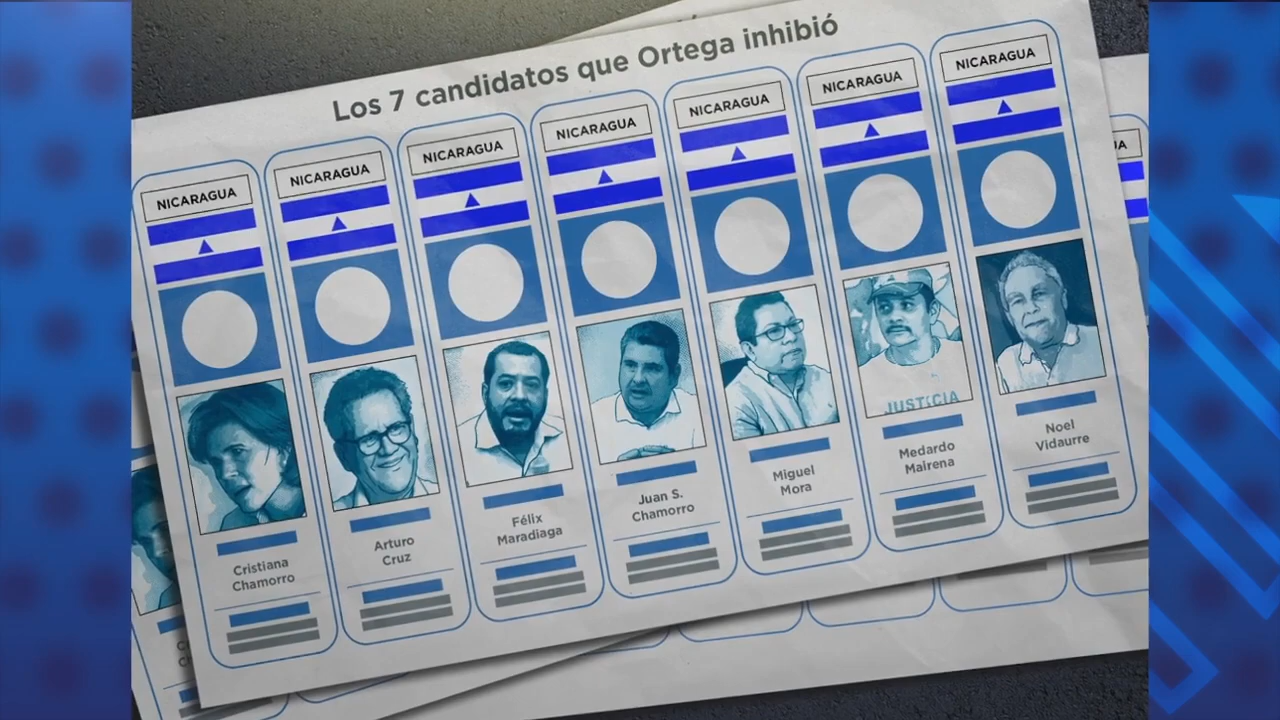 Los 7 candidatos que Ortega inhibió
NICARAGUA
NICARAGUA
NICARAGUA
NICARAGUA
NICARAGUA
NICARAGUA
NICARAGUA
JUSTICIA
Cristiana
Chamorro
Arturo
Cruz
Félix
Maradiaga
Juan S.
Chamorro
Miguel
Mora
Medardo
Mairena
Noel
Vidaurre